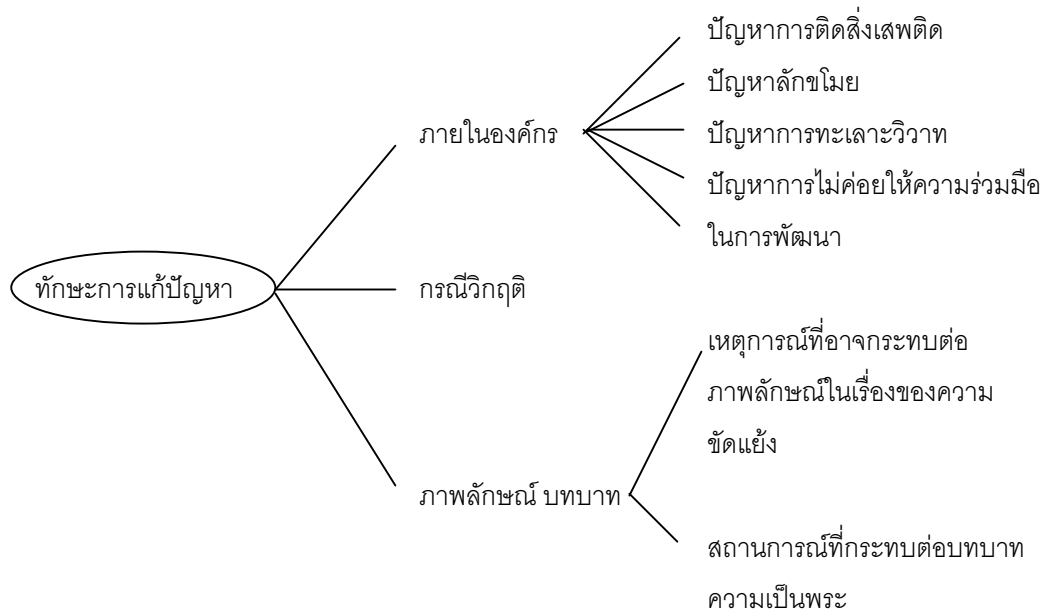 ปัญหาการติดสิ่งเสพติด
ปัญหาลักขโมย
ภายในองค์กร
ปัญหาการทะเลาะวิวาท
ปัญหาการไม่ค่อยให้ความร่วมมือ
ในการพัฒนา
ทักษะการแก้ปัญหา
กรณีวิกฤติ
เหตุการณ์ที่อาจกระทบต่อ
ภาพลักษณ์ในเรื่องของความ
ขัดแย้ง
ภาพลักษณ์ บทบาท
สถานการณ์ที่กระทบต่อบทบาท
ความเป็นพระ